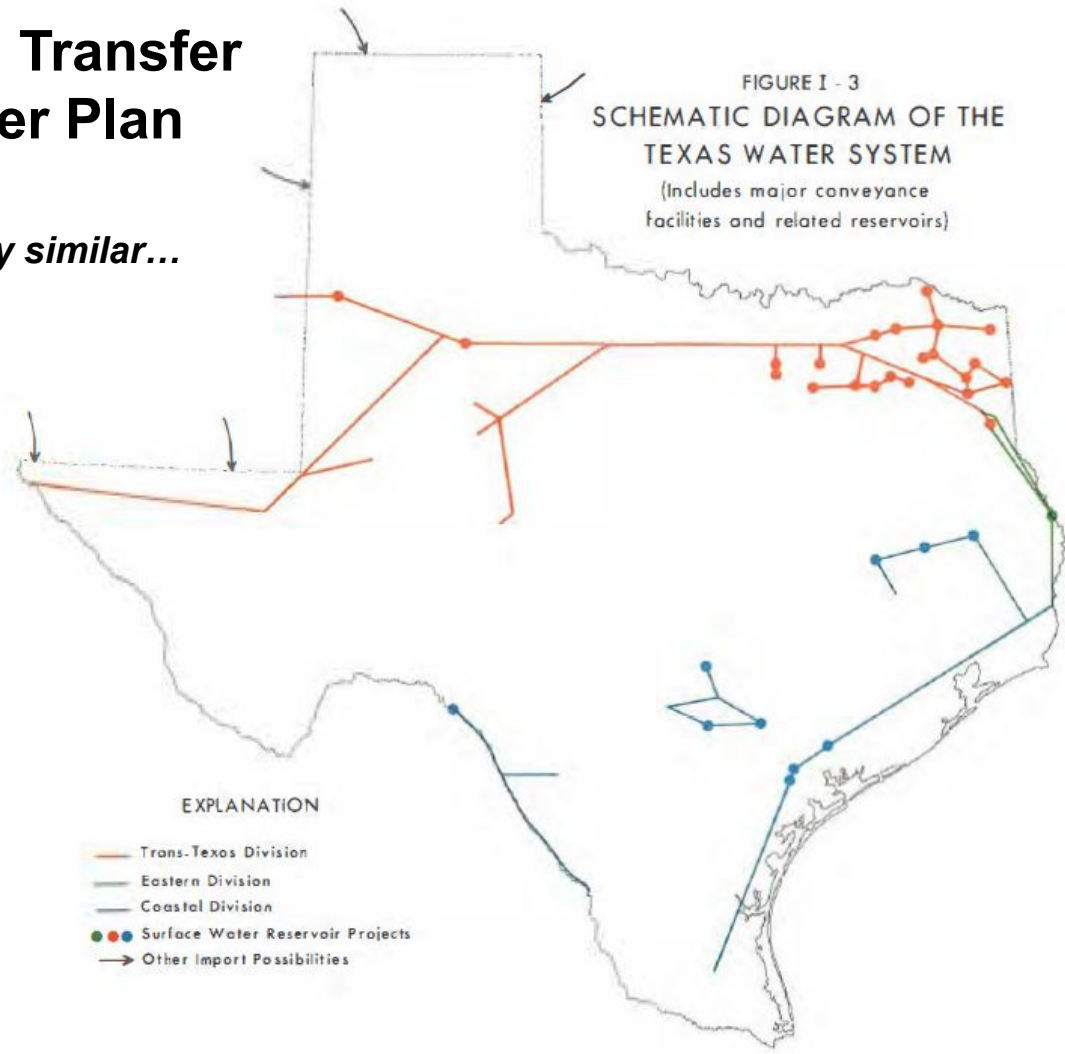 Transfer
er Plan
y similar…
FIGURE I - 3
SCHEMATIC DIAGRAM OF THE
TEXAS WATER SYSTEM
(Includes major conveyance
facilities and related reservoirs)
EXPLANATION
Trans-Texas Division
Eastern Division
Coastal Division
Surface Water Reservoir Projects
Other Import Possibilities